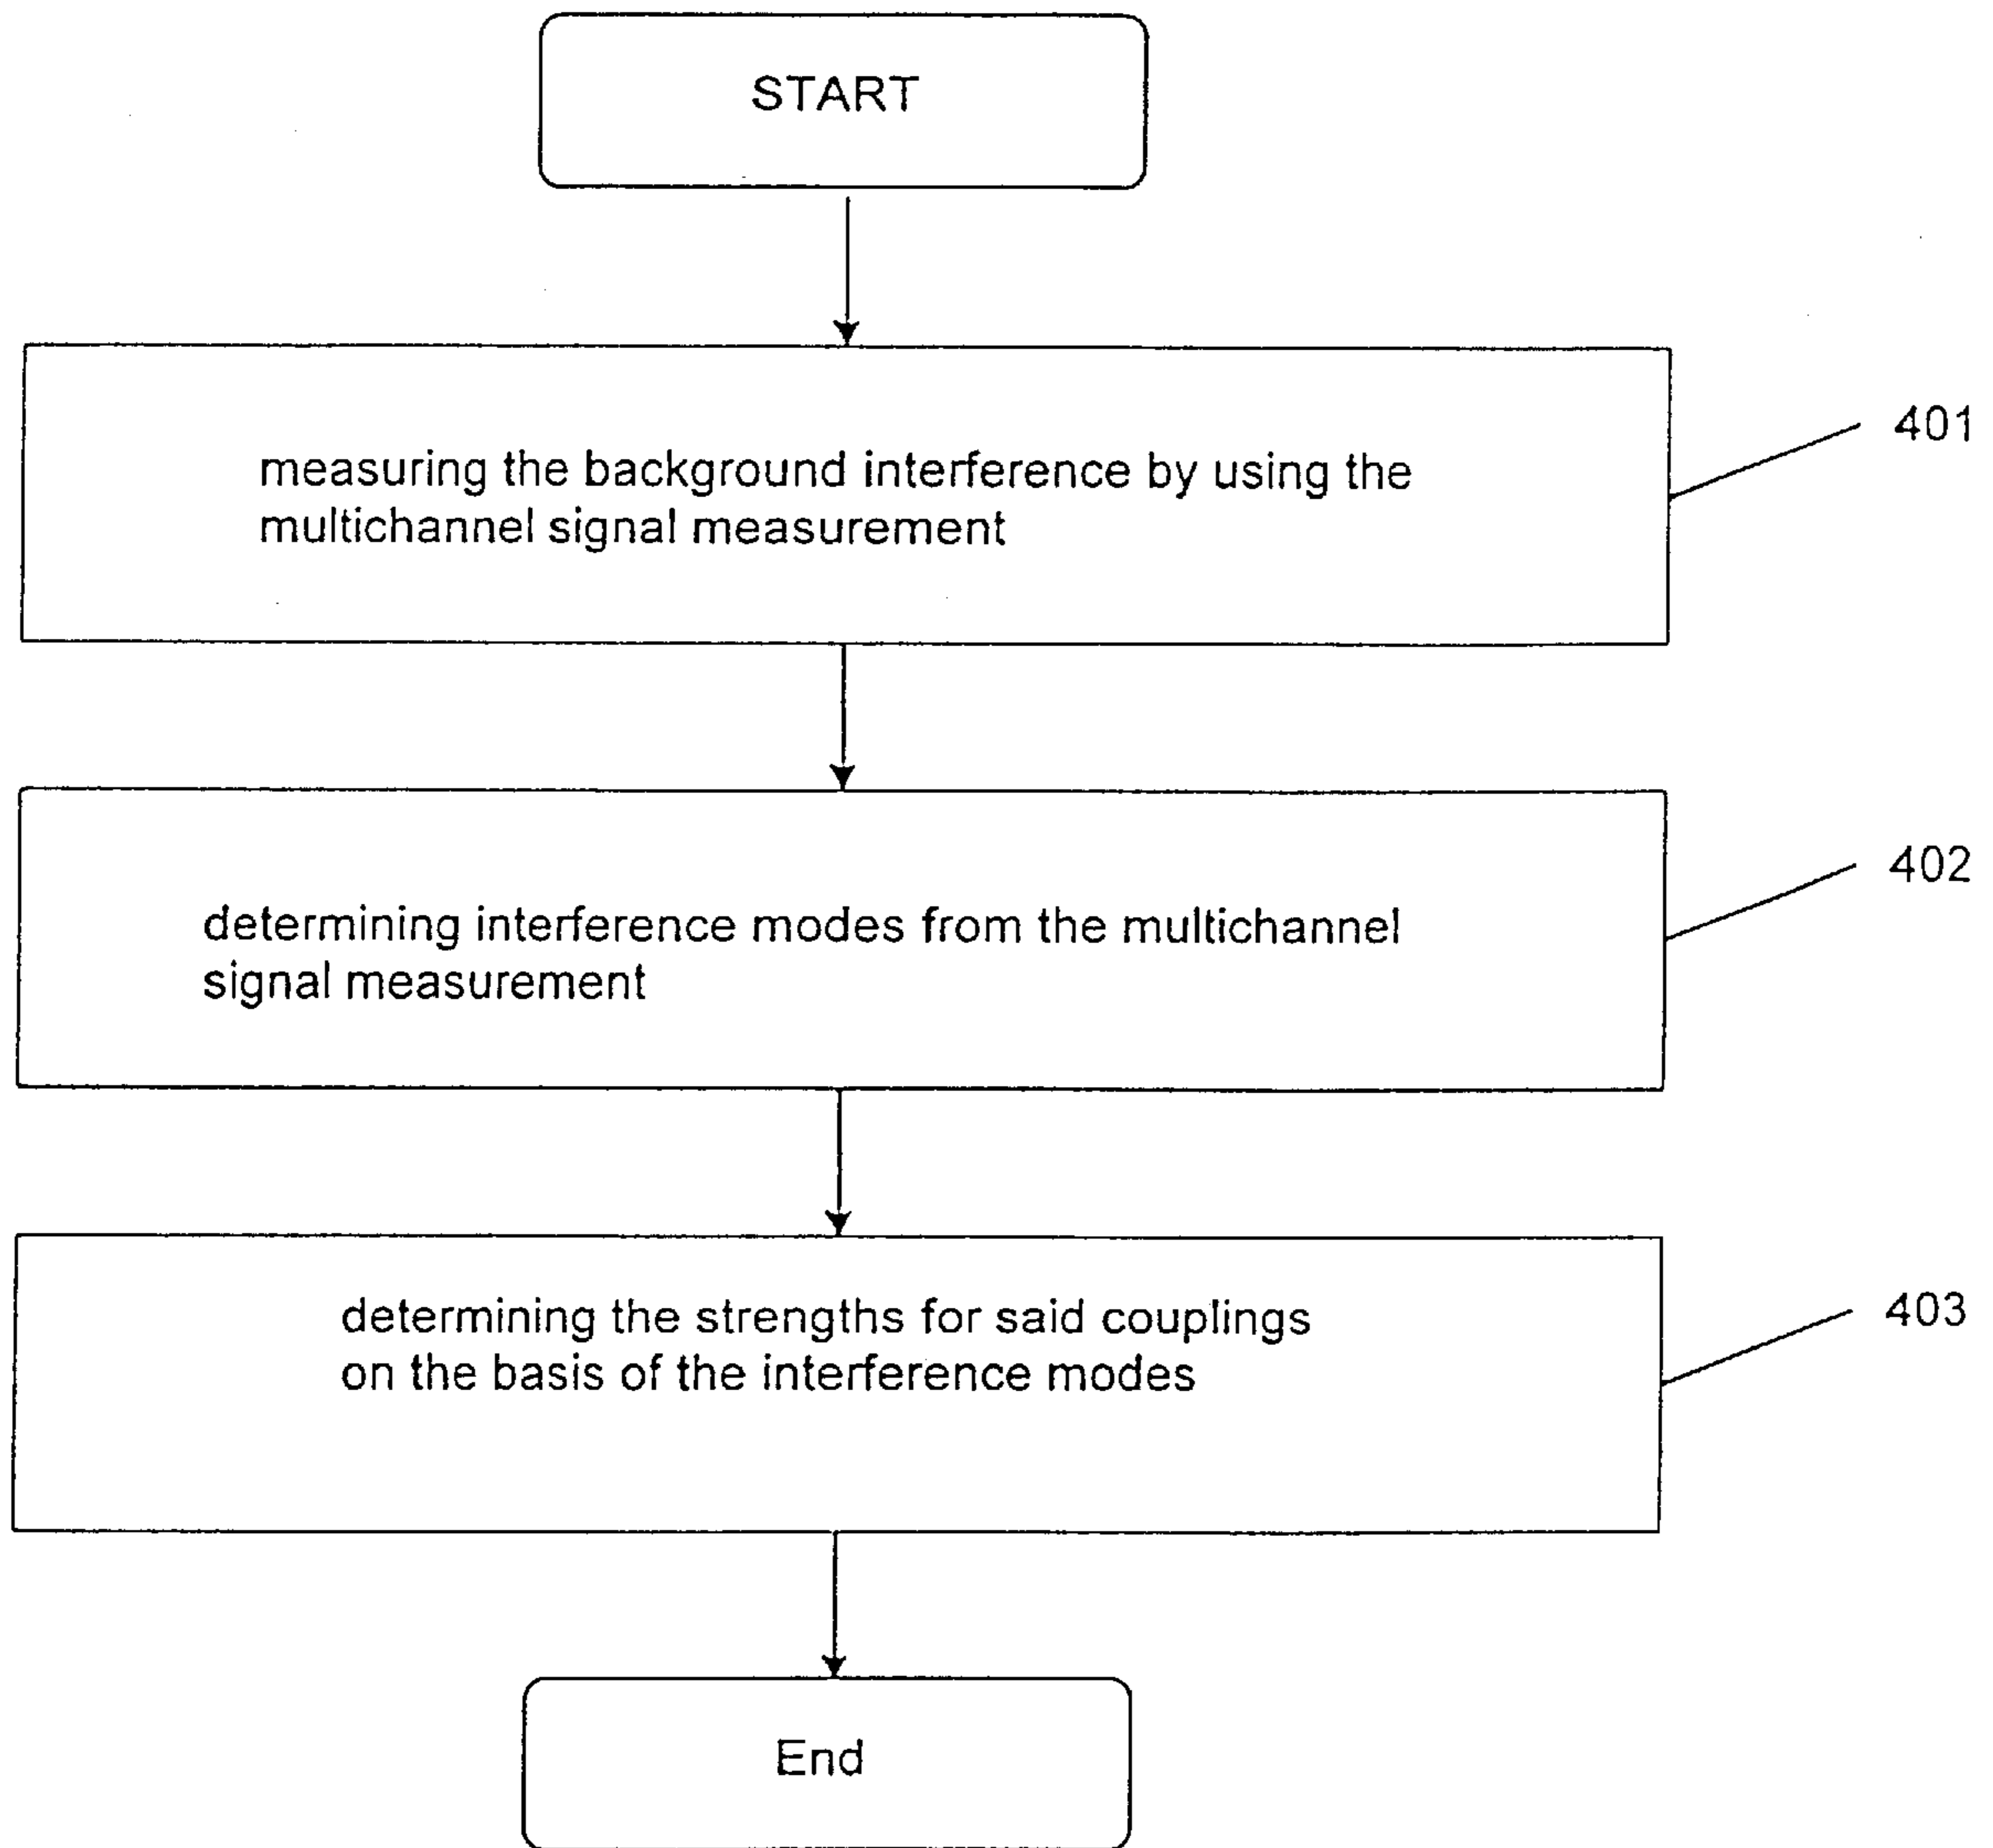 START
measuring the background interference by using the
multichannel signal measurement
401
determining interference modes from the multichannel
signal measurement
402
determining the strengths for said couplings
on the basis of the interference modes
403
End